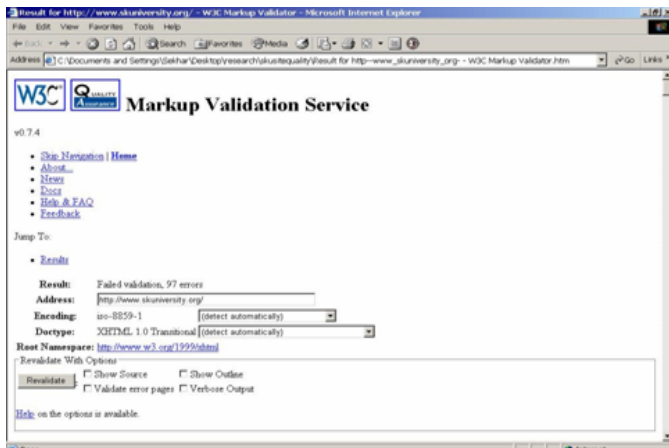 Result for http://www.skuniversity.org/ - W3C Markup Validator - Microsoft Internet Explorer
File Edit View Favorites Tools Help
Back Search Favorites Media
Address C:\Documents and Settings\Sekhar\Desktop\research\skusitequality\Result for http--www_skuniversity_org- - W3C Markup Validator.htm Go Links
W3C QUALITY Assurance Markup Validation Service
v0.7.4
Skip Navigation | Home
About...
News
Docs
Help & FAQ
Feedback
Jump To:
Results
Result: Failed validation, 97 errors
Address: http://www.skuniversity.org/
Encoding: iso-8859-1 (detect automatically)
Doctype: XHTML 1.0 Transitional (detect automatically)
Root Namespace: http://www.w3.org/1999/xhtml
Revalidate With Options
Revalidate Show Source Show Outline
Validate error pages Verbose Output
Help on the options is available.